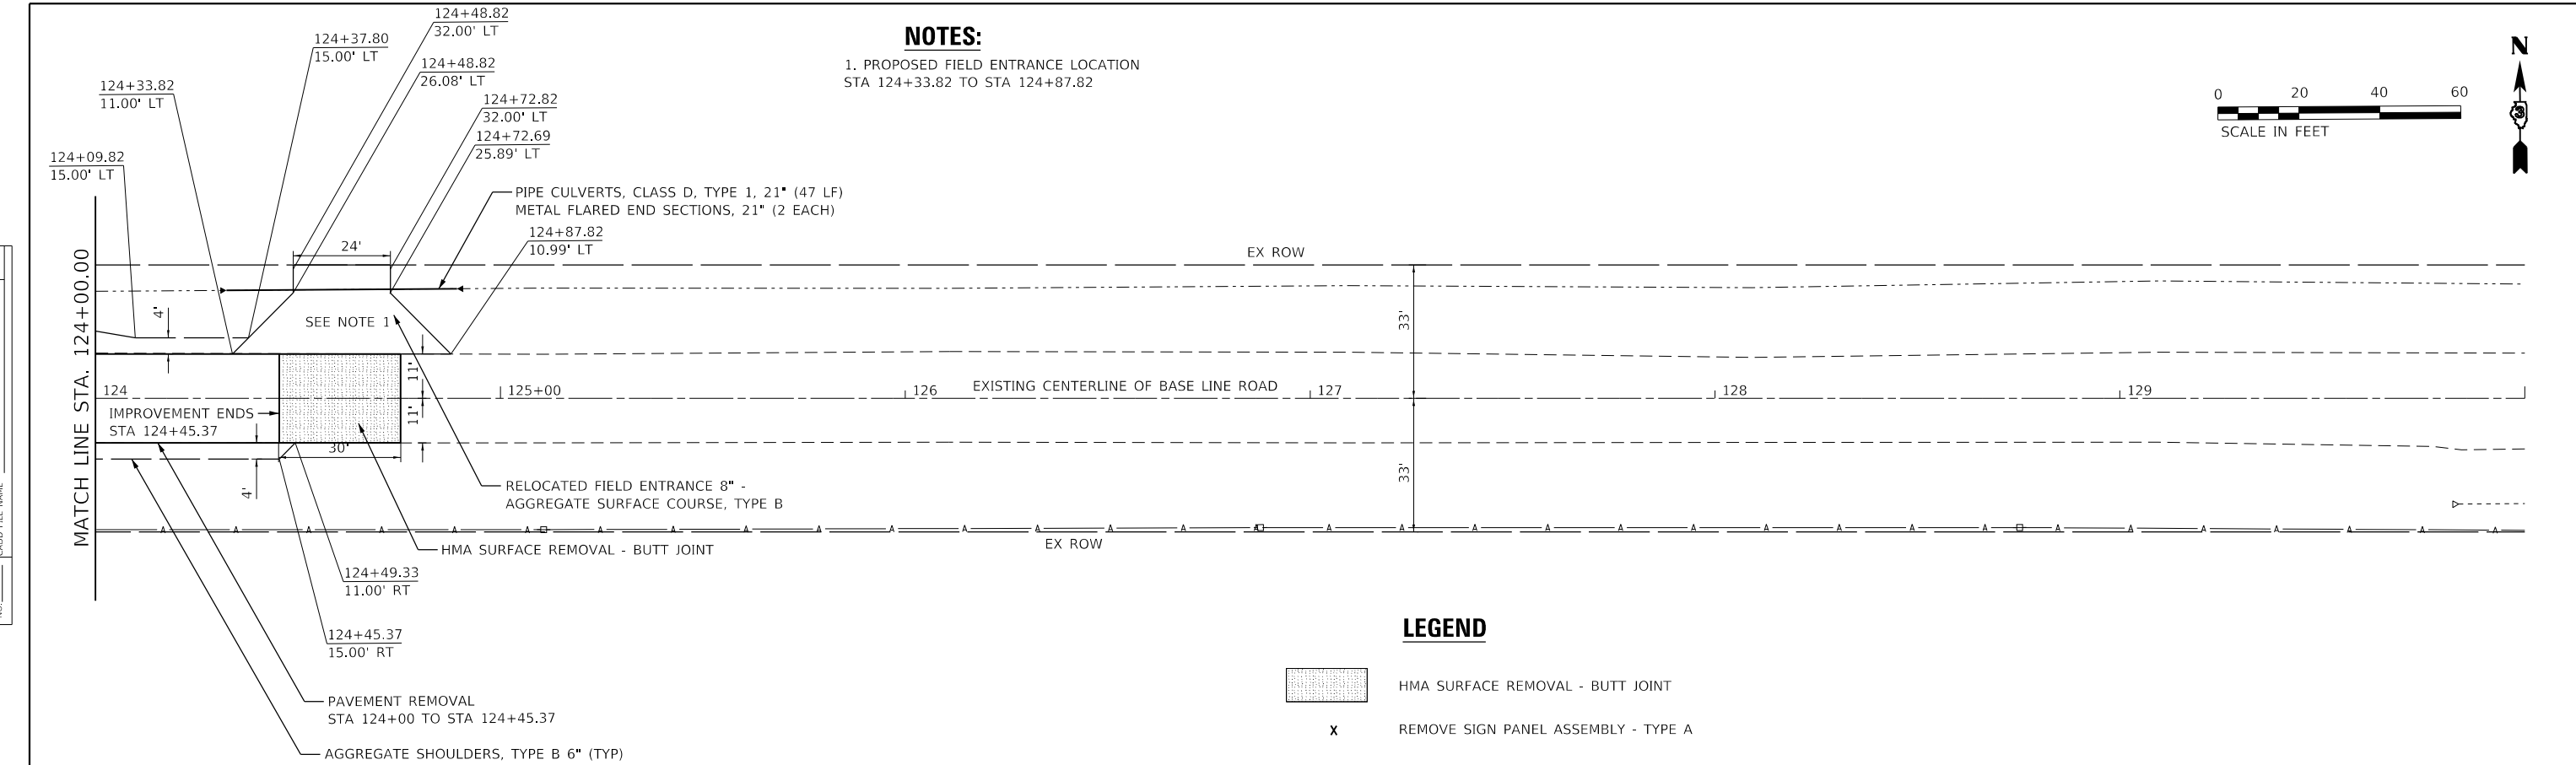 124+48.82
32.00' LT
124+37.80
15.00' LT
124+48.82
26.08' LT
124+33.82
11.00' LT
124+72.82
32.00' LT
124+72.69
25.89' LT
124+09.82
15.00' LT
NOTES:
1. PROPOSED FIELD ENTRANCE LOCATION
STA 124+33.82 TO STA 124+87.82
0 20 40 60
SCALE IN FEET
N
3
PIPE CULVERTS, CLASS D, TYPE 1, 21" (47 LF)
METAL FLARED END SECTIONS, 21" (2 EACH)
124+87.82
10.99' LT
24'
EX ROW
MATCH LINE STA. 124+00.00
4'
SEE NOTE 1
33'
11'
124
125+00
126
EXISTING CENTERLINE OF BASE LINE ROAD
127
128
129
IMPROVEMENT ENDS
STA 124+45.37
11'
30'
4'
33'
RELOCATED FIELD ENTRANCE 8" -
AGGREGATE SURFACE COURSE, TYPE B
A A A A A A A A A A A A A A A A A A A A A A A A A A A A A A A A A
HMA SURFACE REMOVAL - BUTT JOINT
EX ROW
124+49.33
11.00' RT
124+45.37
15.00' RT
PAVEMENT REMOVAL
STA 124+00 TO STA 124+45.37
AGGREGATE SHOULDERS, TYPE B 6" (TYP)
LEGEND
HMA SURFACE REMOVAL - BUTT JOINT
X REMOVE SIGN PANEL ASSEMBLY - TYPE A
CADD FILE NAME
NO.